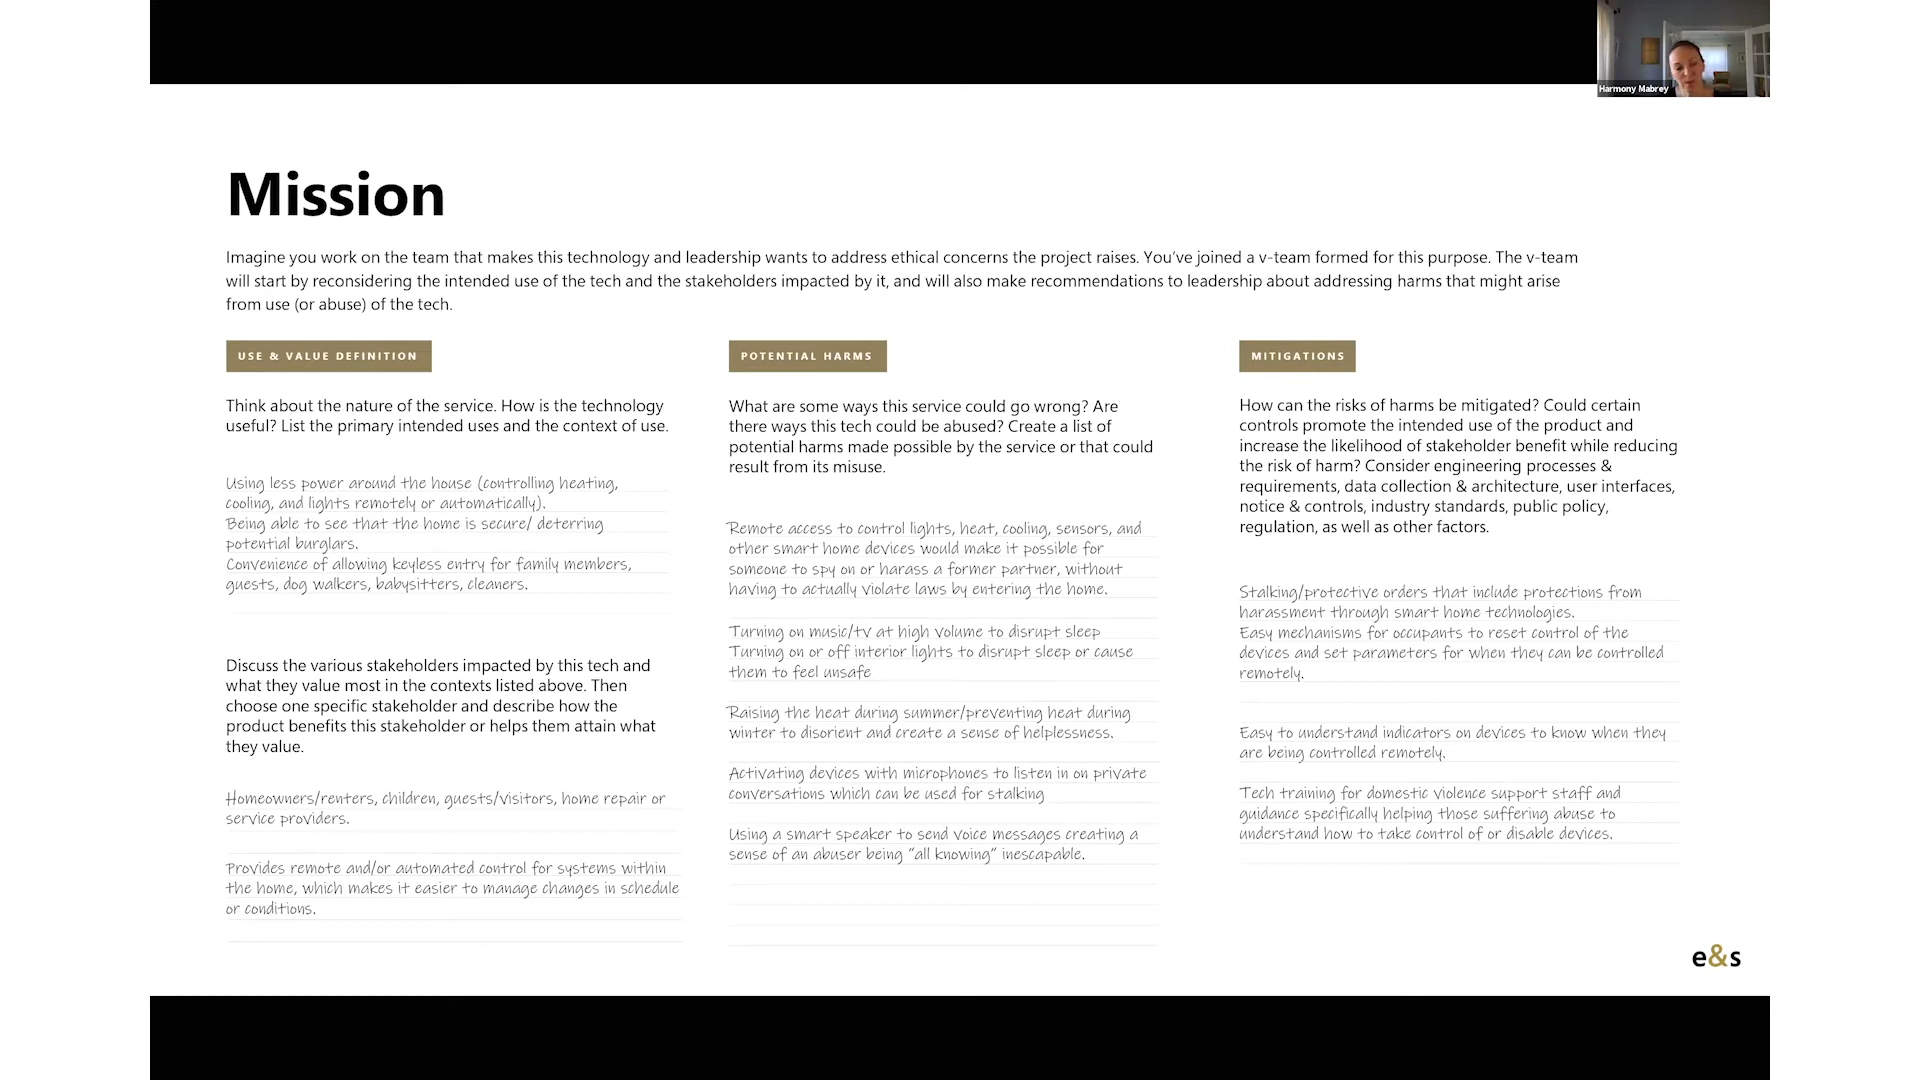 Harmony Mabrey
Mission
Imagine you work on the team that makes this technology and leadership wants to address ethical concerns the project raises. You've joined a v-team formed for this purpose. The v-team
will start by reconsidering the intended use of the tech and the stakeholders impacted by it, and will also make recommendations to leadership about addressing harms that might arise
from use (or abuse) of the tech.
USE & VALUE DEFINITION
Think about the nature of the service. How is the technology
useful? List the primary intended uses and the context of use.
Using less power around the house (controlling heating,
cooling, and lights remotely or automatically).
Being able to see that the home is secure/ deterring
potential burglars.
Convenience of allowing keyless entry for family members,
guests, dog walkers, babysitters, cleaners.
Discuss the various stakeholders impacted by this tech and
what they value most in the contexts listed above. Then
choose one specific stakeholder and describe how the
product benefits this stakeholder or helps them attain what
they value.
Homeowners/renters, children, guests/visitors, home repair or
service providers.
Provides remote and/or automated control for systems within
the home, which makes it easier to manage changes in schedule
or conditions.
POTENTIAL HARMS
What are some ways this service could go wrong? Are
there ways this tech could be abused? Create a list of
potential harms made possible by the service or that could
result from its misuse.
Remote access to control lights, heat, cooling, sensors, and
other smart home devices would make it possible for
someone to spy on or harass a former partner, without
having to actually violate laws by entering the home.
Turning on music/tv at high volume to disrupt sleep
Turning on or off interior lights to disrupt sleep or cause
them to feel unsafe
Raising the heat during summer/preventing heat during
winter to disorient and create a sense of helplessness.
Activating devices with microphones to listen in on private
conversations which can be used for stalking
Using a smart speaker to send voice messages creating a
sense of an abuser being "all knowing" inescapable.
MITIGATIONS
How can the risks of harms be mitigated? Could certain
controls promote the intended use of the product and
increase the likelihood of stakeholder benefit while reducing
the risk of harm? Consider engineering processes &
requirements, data collection & architecture, user interfaces,
notice & controls, industry standards, public policy,
regulation, as well as other factors.
Stalking/protective orders that include protections from
harassment through smart home technologies.
Easy mechanisms for occupants to reset control of the
devices and set parameters for when they can be controlled
remotely.
Easy to understand indicators on devices to know when they
are being controlled remotely.
Tech training for domestic violence support staff and
guidance specifically helping those suffering abuse to
understand how to take control of or disable devices.
e&s